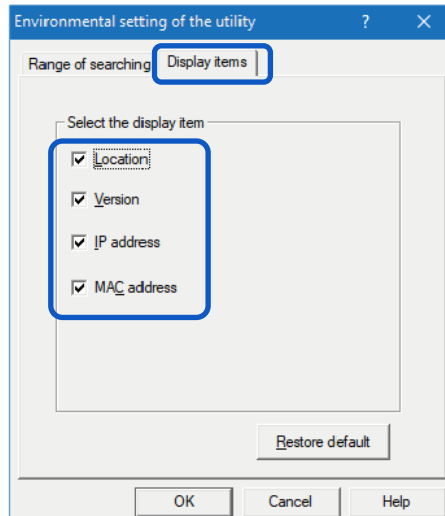 Environmental setting of the utility ? ×
Range of searching Display items
Select the display item
Location
Version
IP address
MAC address
Restore default
OK Cancel Help